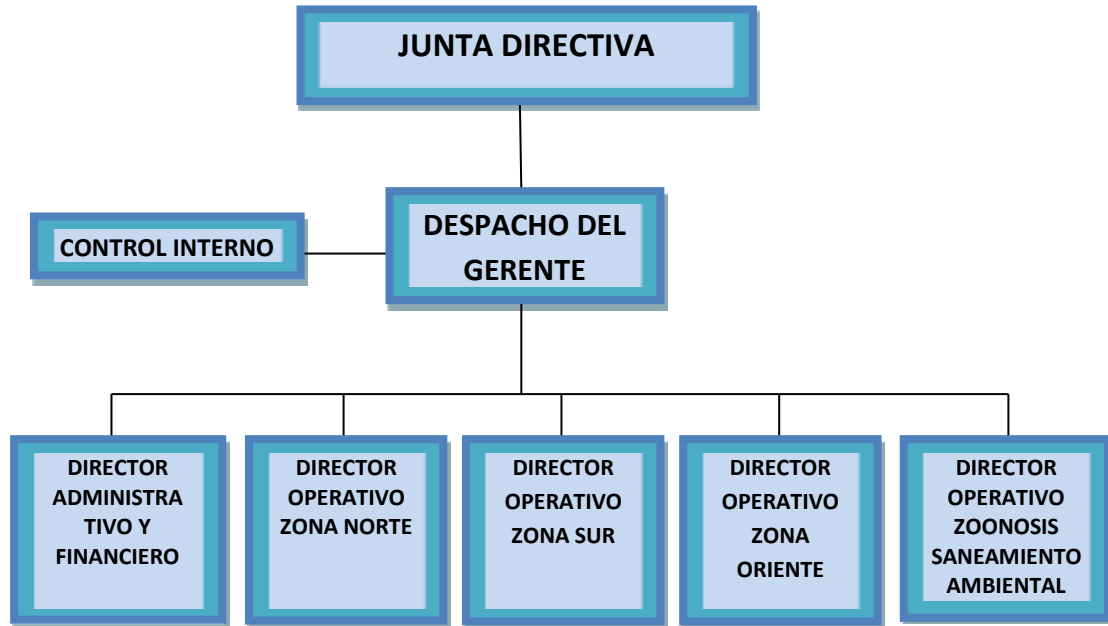 JUNTA DIRECTIVA
DESPACHO DEL
GERENTE
CONTROL INTERNO
DIRECTOR
ADMINISTRA
TIVO Y
FINANCIERO
DIRECTOR
OPERATIVO
ZONA NORTE
DIRECTOR
OPERATIVO
ZONA SUR
DIRECTOR
OPERATIVO
ZONA
ORIENTE
DIRECTOR
OPERATIVO
ZOONOSIS
SANEAMIENTO
AMBIENTAL